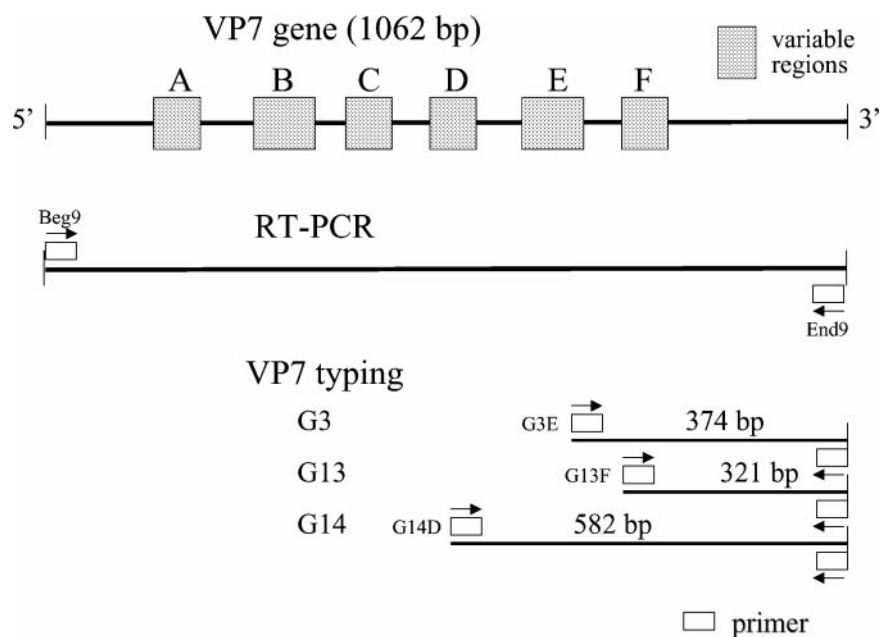 VP7 gene (1062 bp)
variable
regions
A B C D E F
5’ 3’
Beg9
RT-PCR
End9
VP7 typing
G3 G3E 374 bp
G13 G13F 321 bp
G14 G14D 582 bp
primer